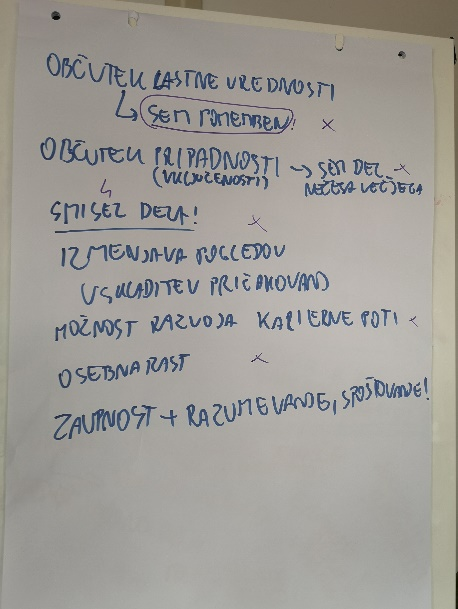 OBČUTEK LASTNE VREDNOSTI
↳ SEM POMEMBEN! x
OBČUTEK PRIPADNOSTI → SEM DEL x
(VKLJUČENOSTI) NEČESA VEČJEGA
↳
SMISEL DELA! x
IZMENJAVA POGLEDOV
USKLADITEV PRIČAKOVANJ
MOŽNOST RAZVOJA KARIERNE POTI x
OSEBNA RAST x
ZAUPNOST + RAZUMEVANJE, SPOŠTOVANJE!